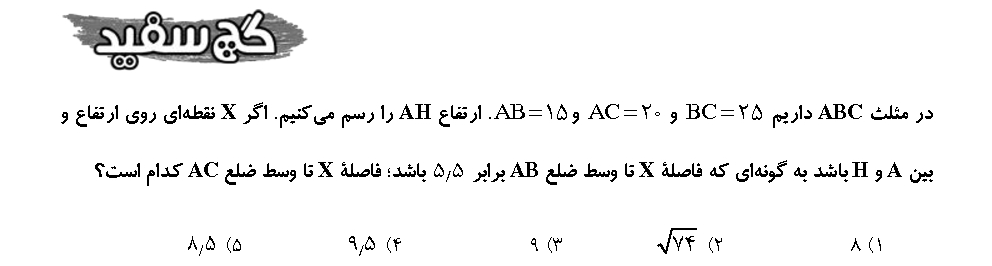 گچ سفید
در مثلث ABC داریم BC=۲۵ و AC=۲۰ و AB=۱۵. ارتفاع AH را رسم می‌کنیم. اگر X نقطه‌ای روی ارتفاع و
بین A و H باشد به گونه‌ای که فاصلهٔ X تا وسط ضلع AB برابر ۵٫۵ باشد؛ فاصلهٔ X تا وسط ضلع AC کدام است؟
۱) ۸ ۲) √۷۴ ۳) ۹ ۴) ۹٫۵ ۵) ۸٫۵